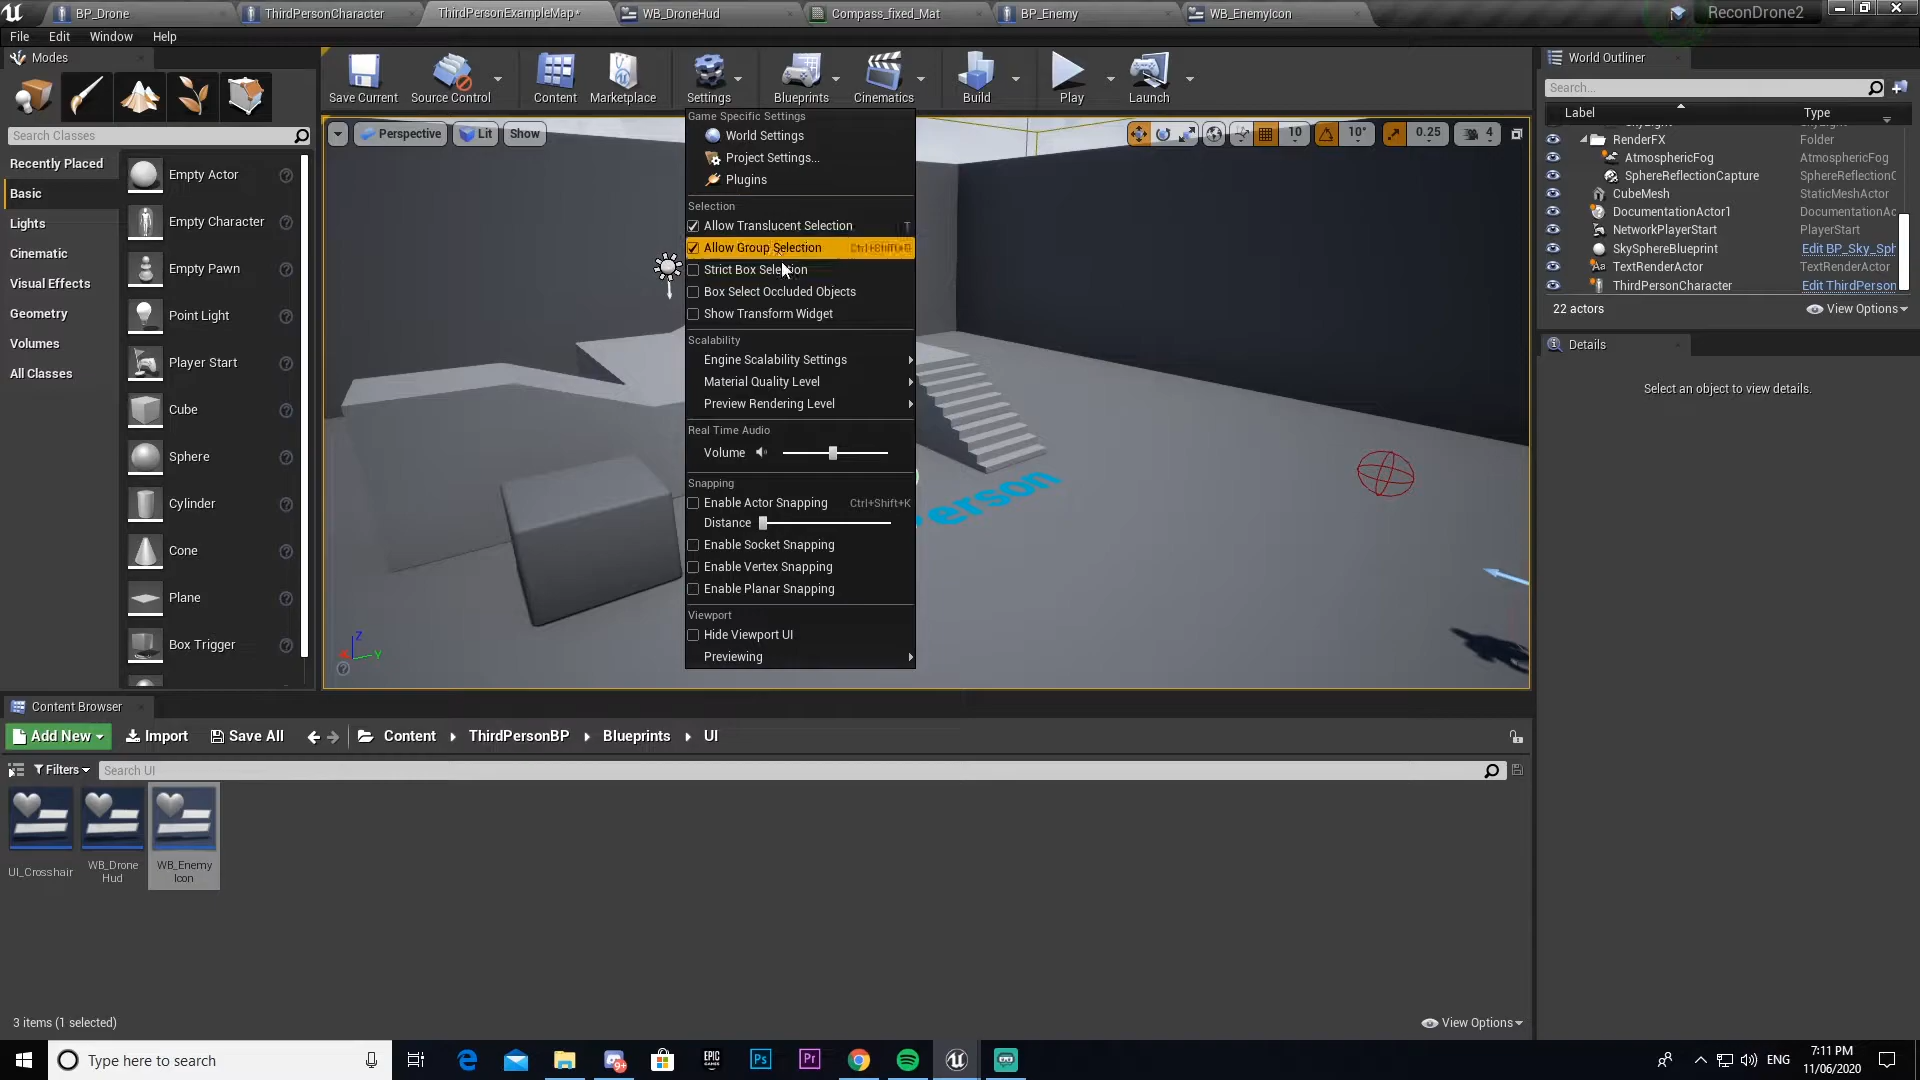 BP_Drone
ThirdPersonCharacter
ThirdPersonExampleMap*
WB_DroneHud
Compass_fixed_Mat
BP_Enemy
WB_EnemyIcon
ReconDrone2
File Edit Window Help
Modes
Search Classes
Recently Placed
Basic
Lights
Cinematic
Visual Effects
Geometry
Volumes
All Classes
Empty Actor
Empty Character
Empty Pawn
Point Light
Player Start
Cube
Sphere
Cylinder
Cone
Plane
Box Trigger
Save Current
Source Control
Content
Marketplace
Settings
Blueprints
Cinematics
Build
Play
Launch
Perspective
Lit
Show
10
10°
0.25
4
Game Specific Settings
World Settings
Project Settings...
Plugins
Selection
Allow Translucent Selection T
Allow Group Selection Ctrl+Shift+G
Strict Box Selection
Box Select Occluded Objects
Show Transform Widget
Scalability
Engine Scalability Settings
Material Quality Level
Preview Rendering Level
Real Time Audio
Volume
Snapping
Enable Actor Snapping Ctrl+Shift+K
Distance
Enable Socket Snapping
Enable Vertex Snapping
Enable Planar Snapping
Viewport
Hide Viewport UI
Previewing
erson
Z
X
Y
World Outliner
Search...
Label Type
RenderFX Folder
AtmosphericFog AtmosphericFog
SphereReflectionCapture SphereReflectionC
CubeMesh StaticMeshActor
DocumentationActor1 DocumentationAc
NetworkPlayerStart PlayerStart
SkySphereBlueprint Edit BP_Sky_Sph
TextRenderActor TextRenderActor
ThirdPersonCharacter Edit ThirdPerson
22 actors
View Options
Details
Select an object to view details.
Content Browser
Add New
Import
Save All
Content
ThirdPersonBP
Blueprints
UI
Filters
Search UI
UI_Crosshair
WB_Drone
Hud
WB_Enemy
Icon
3 items (1 selected)
View Options
Type here to search
EPIC
GAMES
Ps
Pr
9+
ENG
7:11 PM
11/06/2020